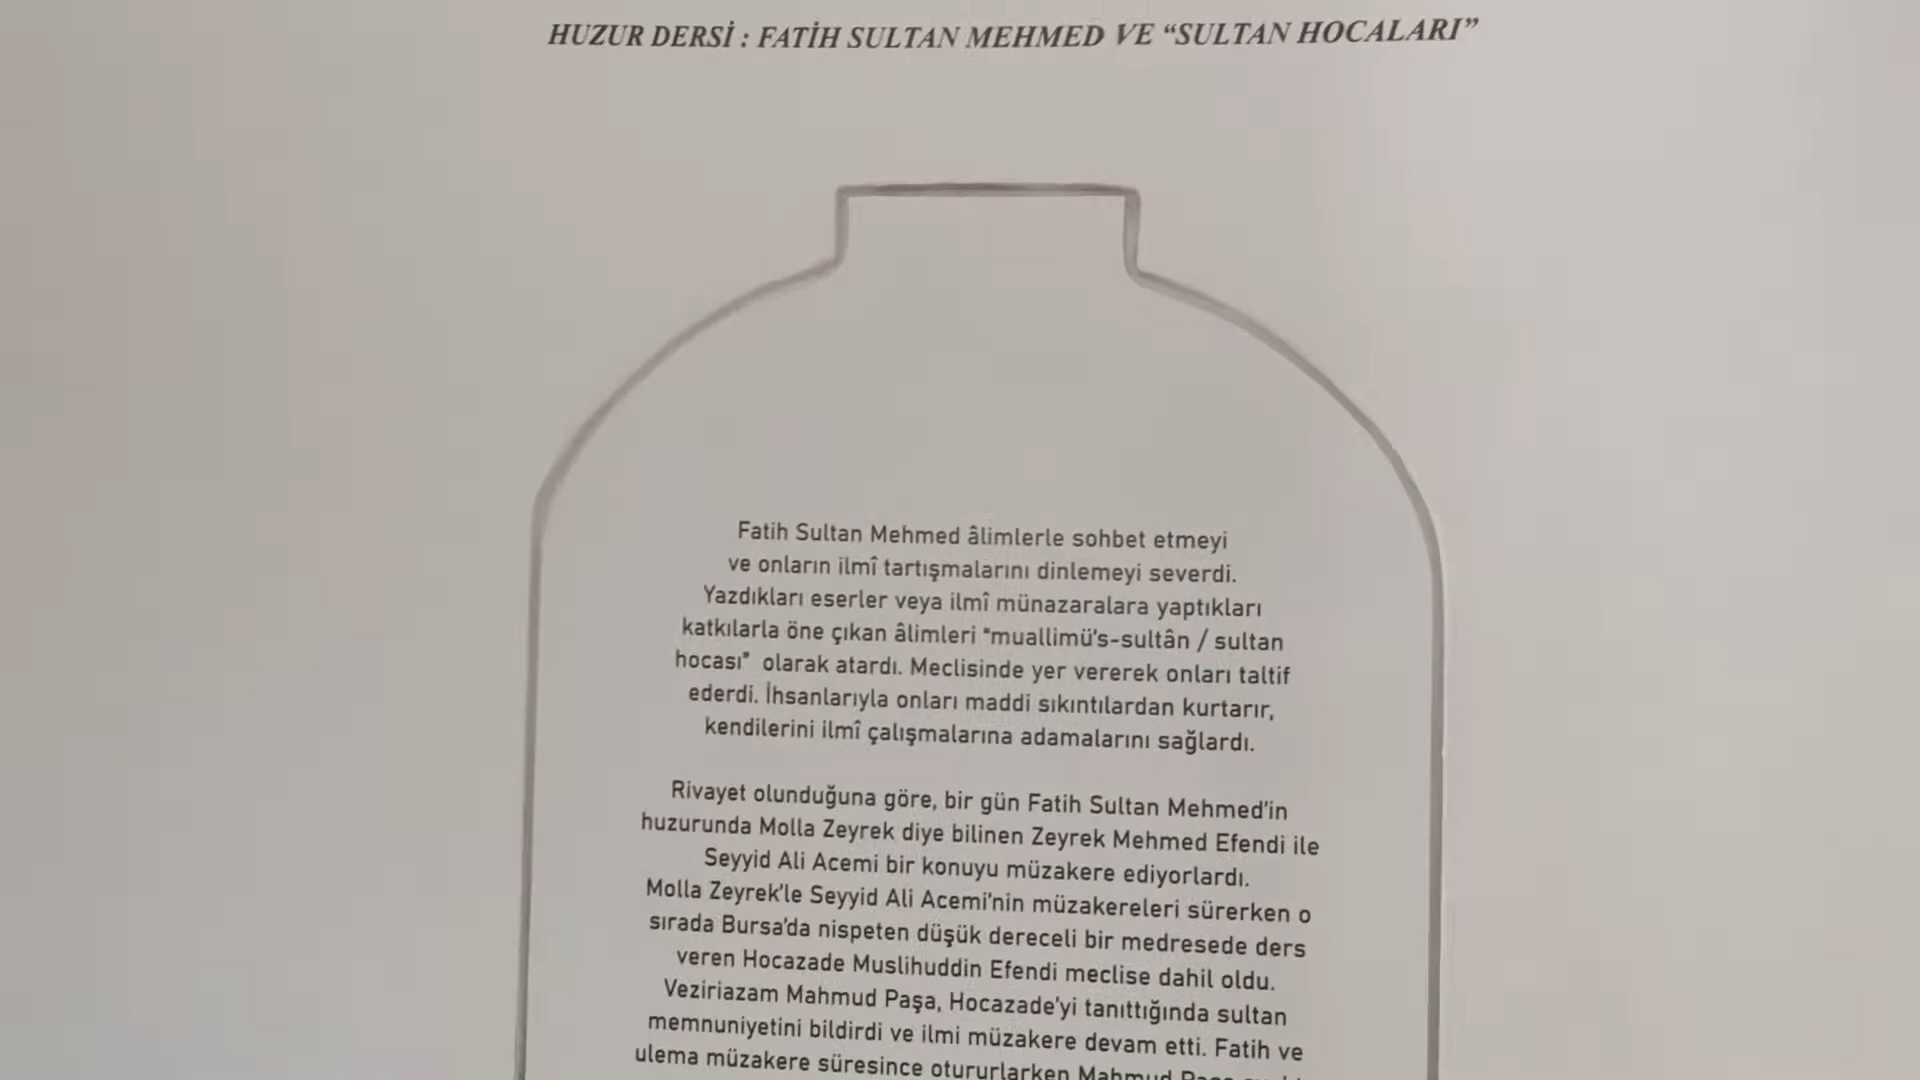 HUZUR DERSİ : FATİH SULTAN MEHMED VE “SULTAN HOCALARI”
Fatih Sultan Mehmed âlimlerle sohbet etmeyi
ve onların ilmî tartışmalarını dinlemeyi severdi.
Yazdıkları eserler veya ilmî münazaralara yaptıkları
katkılarla öne çıkan âlimleri "muallimü's-sultân / sultan
hocası" olarak atardı. Meclisinde yer vererek onları taltif
ederdi. İhsanlarıyla onları maddi sıkıntılardan kurtarır,
kendilerini ilmî çalışmalarına adamalarını sağlardı.
Rivayet olunduğuna göre, bir gün Fatih Sultan Mehmed'in
huzurunda Molla Zeyrek diye bilinen Zeyrek Mehmed Efendi ile
Seyyid Ali Acemi bir konuyu müzakere ediyorlardı.
Molla Zeyrek'le Seyyid Ali Acemi'nin müzakereleri sürerken o
sırada Bursa'da nispeten düşük dereceli bir medresede ders
veren Hocazade Muslihuddin Efendi meclise dahil oldu.
Veziriazam Mahmud Paşa, Hocazade'yi tanıttığında sultan
memnuniyetini bildirdi ve ilmi müzakere devam etti. Fatih ve
ulema müzakere süresince otururlarken Mahmud